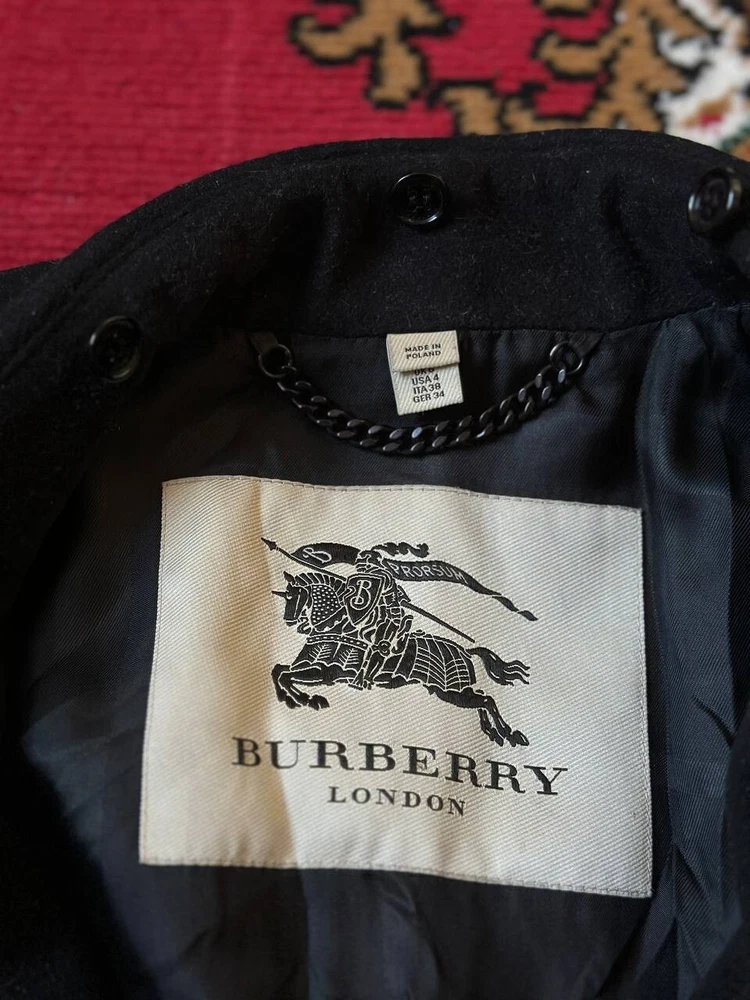 MADE IN
POLAND
UK 6
USA 4
ITA 38
GER 34
B
PRORSUM
B
BURBERRY
LONDON